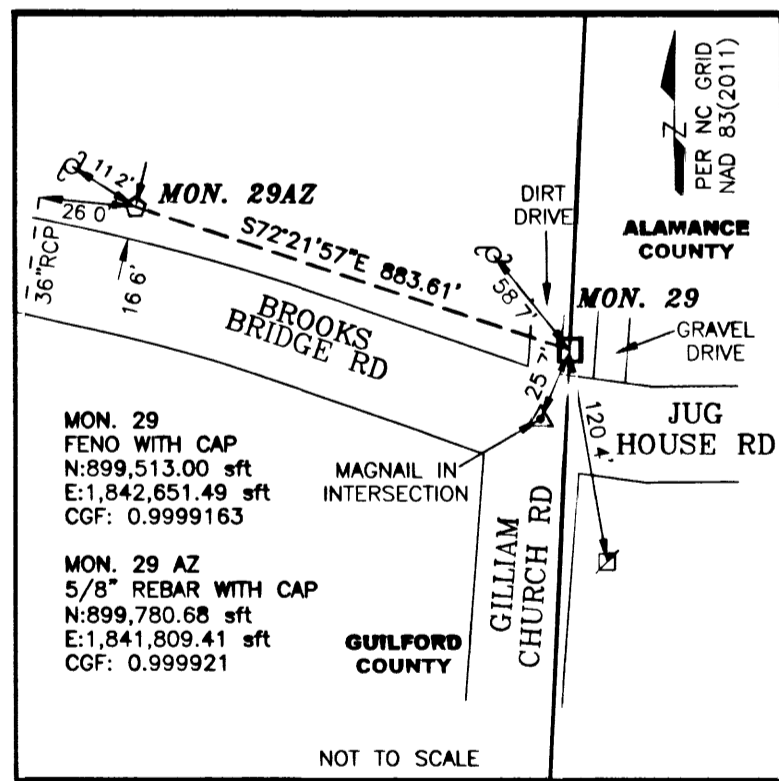 PER NC GRID
NAD 83(2011)
Z
ALAMANCE
COUNTY
DIRT
DRIVE
11 2'
MON. 29AZ
26 0'
36"RCP
16 6'
S72°21'57"E 883.61'
58 7'
MON. 29
BROOKS
BRIDGE RD
GRAVEL
DRIVE
25 7'
120 4'
JUG
HOUSE RD
MON. 29
FENO WITH CAP
N:899,513.00 sft
E:1,842,651.49 sft
CGF: 0.9999163
MAGNAIL IN
INTERSECTION
MON. 29 AZ
5/8" REBAR WITH CAP
N:899,780.68 sft
E:1,841,809.41 sft
CGF: 0.999921
GILLIAM
CHURCH RD
GUILFORD
COUNTY
NOT TO SCALE